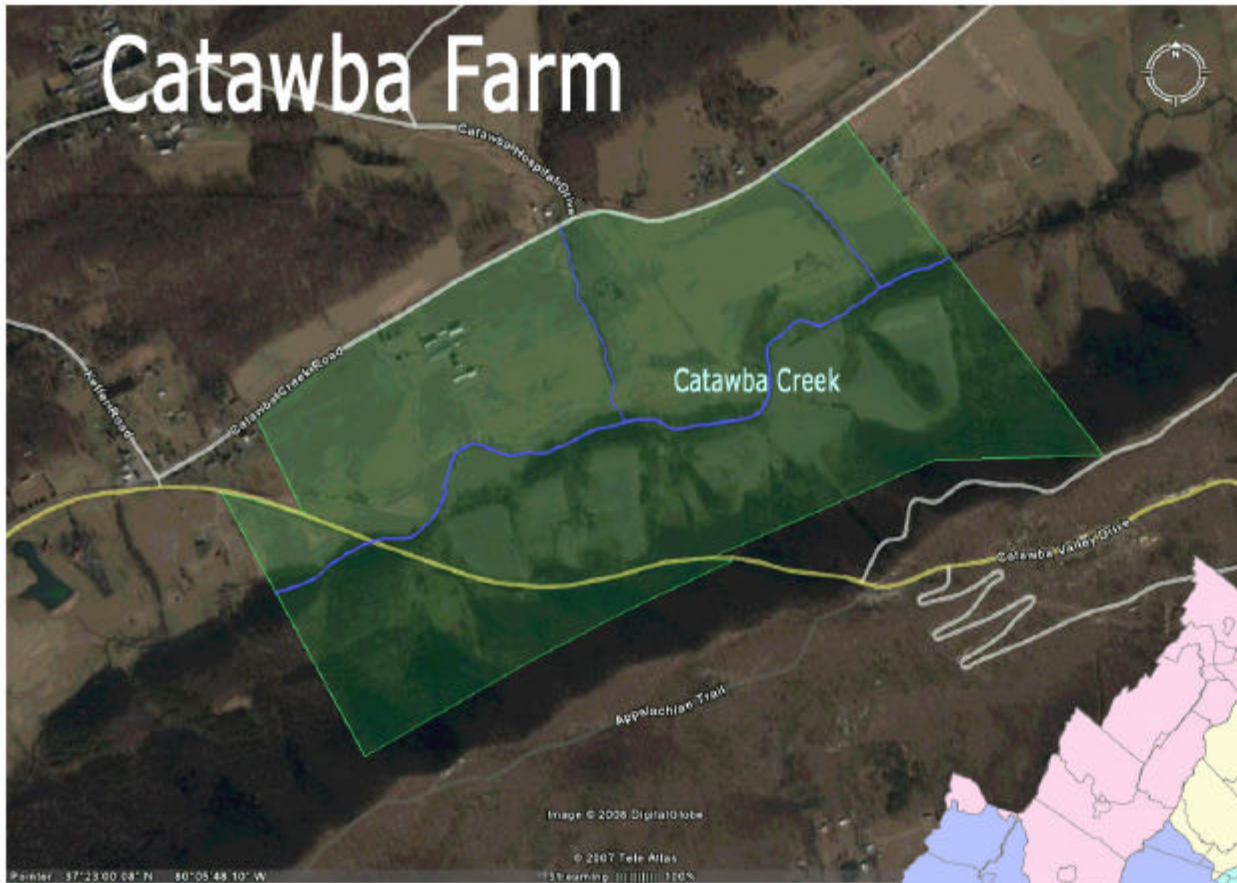 Catawba Farm
N
Catawba Hospital Drive
Keller Road
Catawba Creek Road
Catawba Creek
Catawba Valley Drive
Appalachian Trail
Image © 2008 DigitalGlobe
© 2007 Tele Atlas
Pointer 37°23'00.08" N 80°05'48.10" W
Streaming |||||||||| 100%